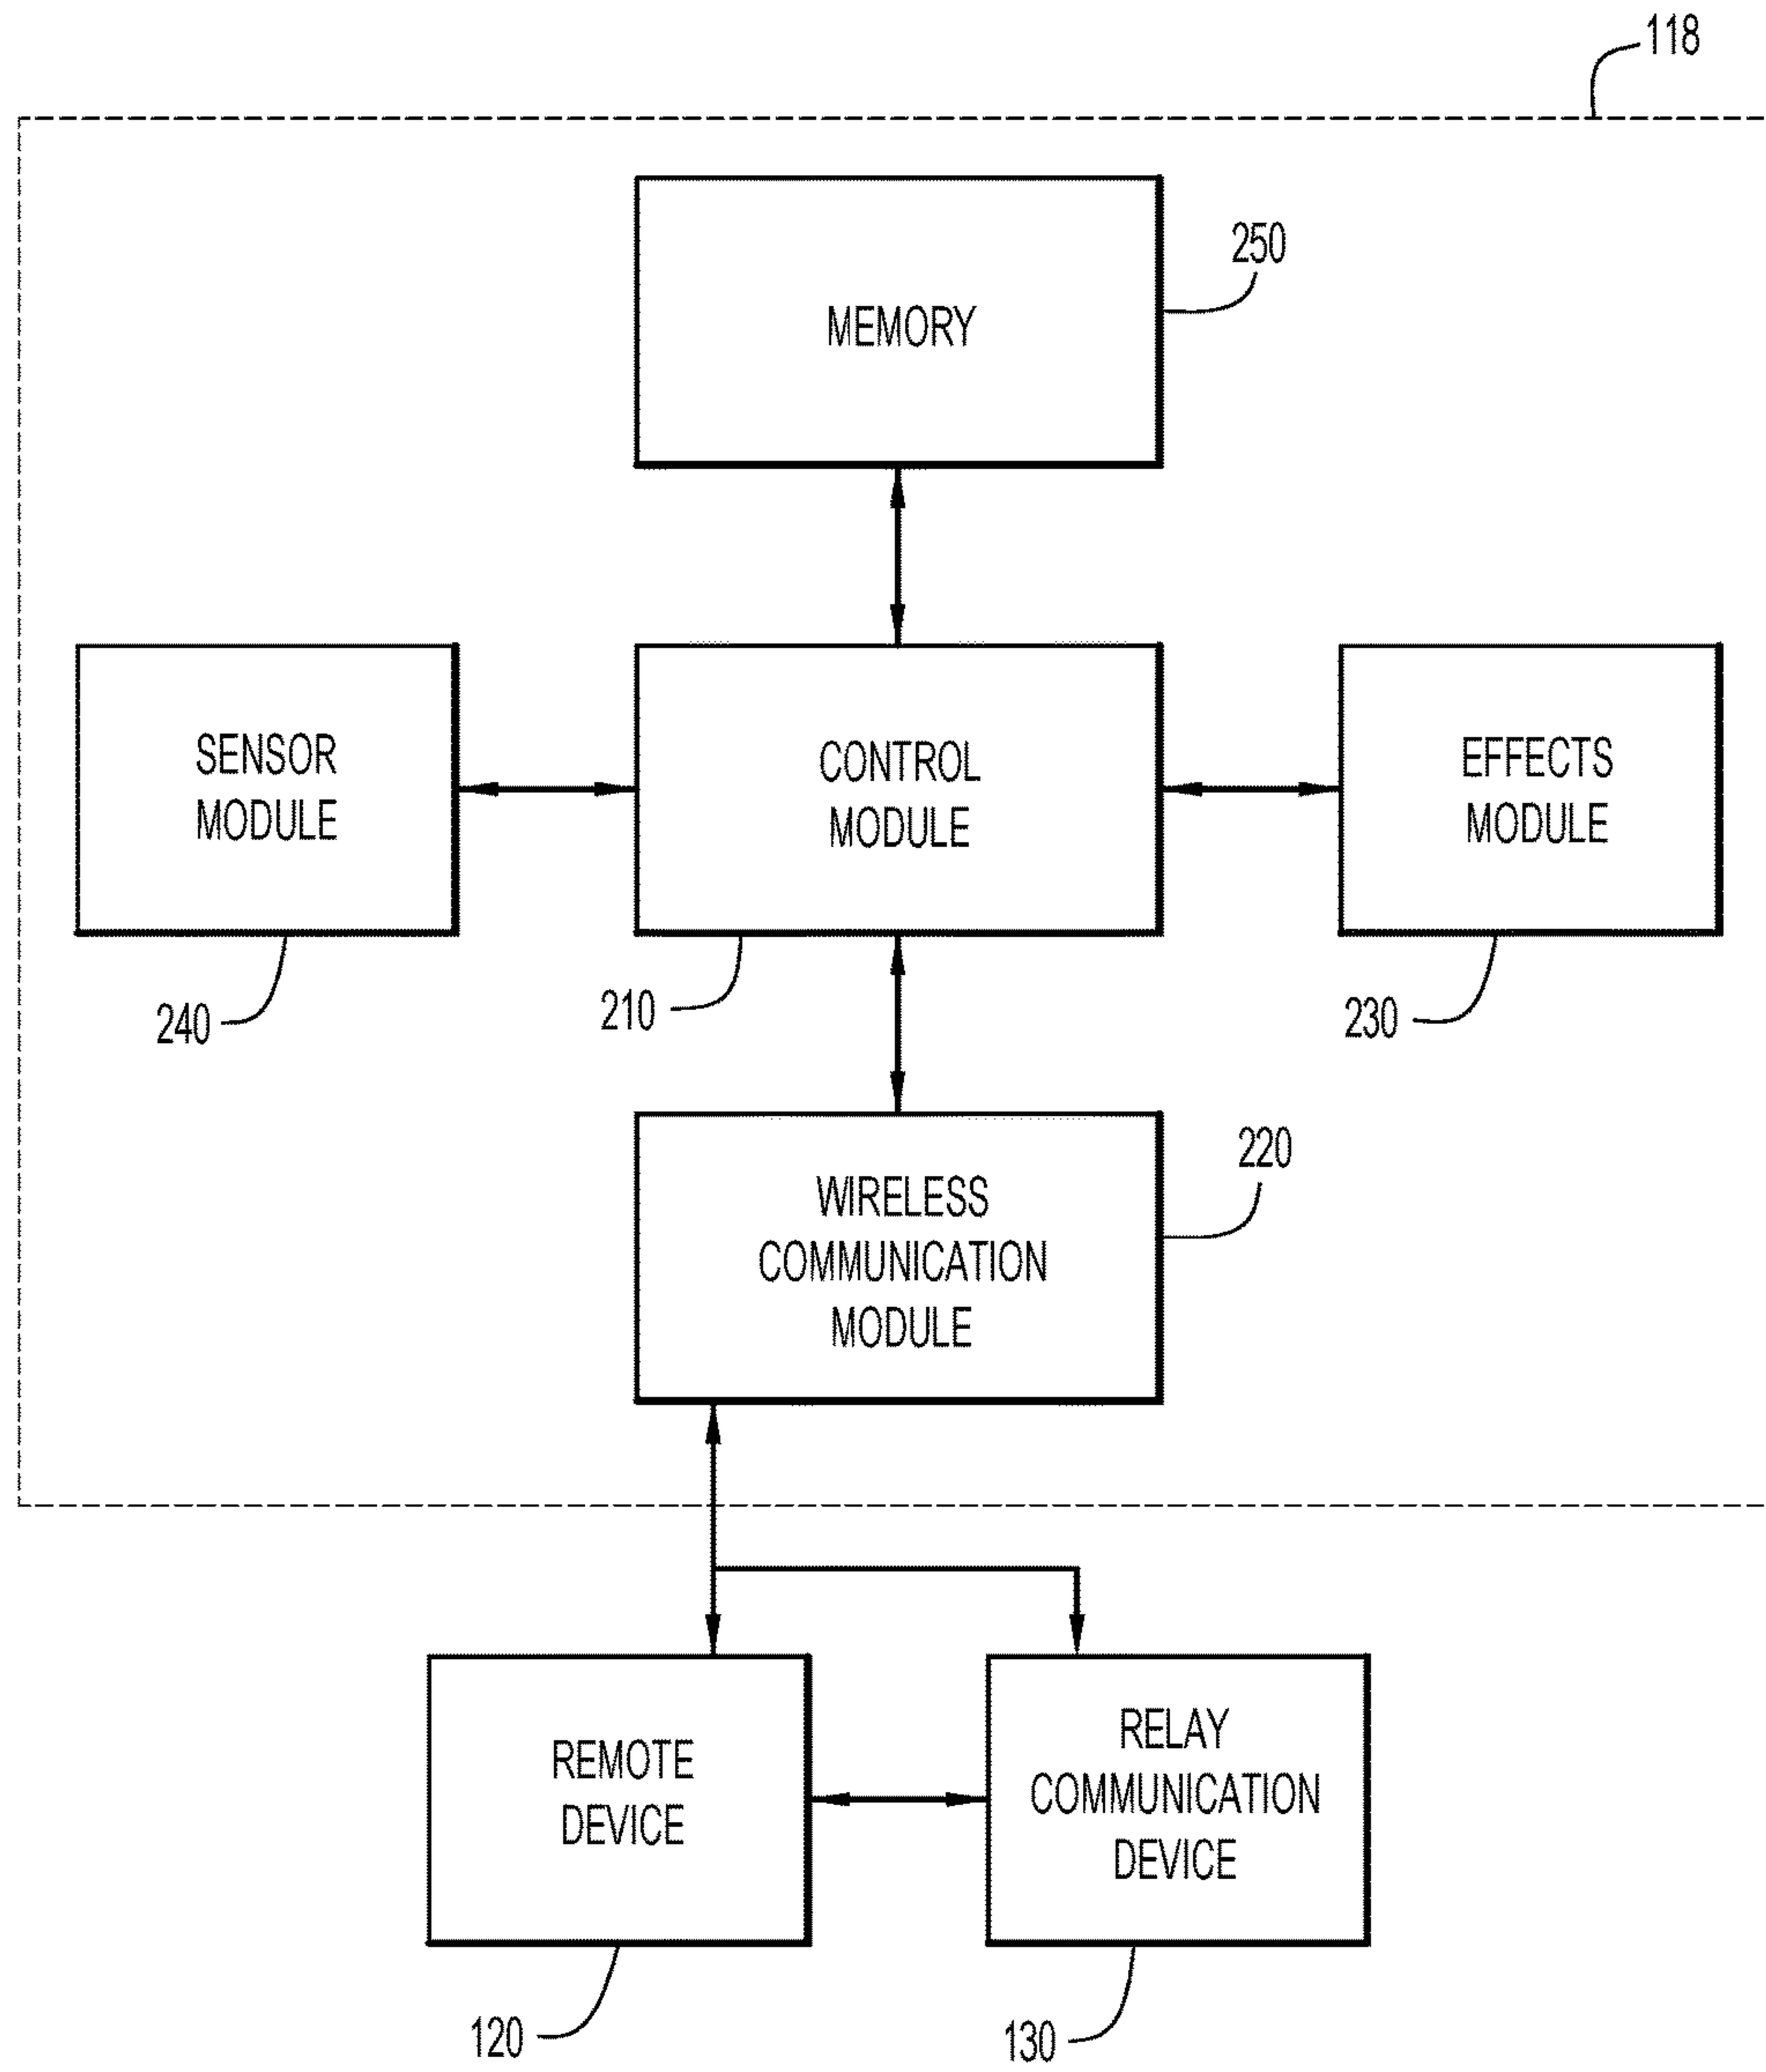 118
250
MEMORY
SENSOR
MODULE
CONTROL
MODULE
EFFECTS
MODULE
240
210
230
220
WIRELESS
COMMUNICATION
MODULE
REMOTE
DEVICE
RELAY
COMMUNICATION
DEVICE
120
130